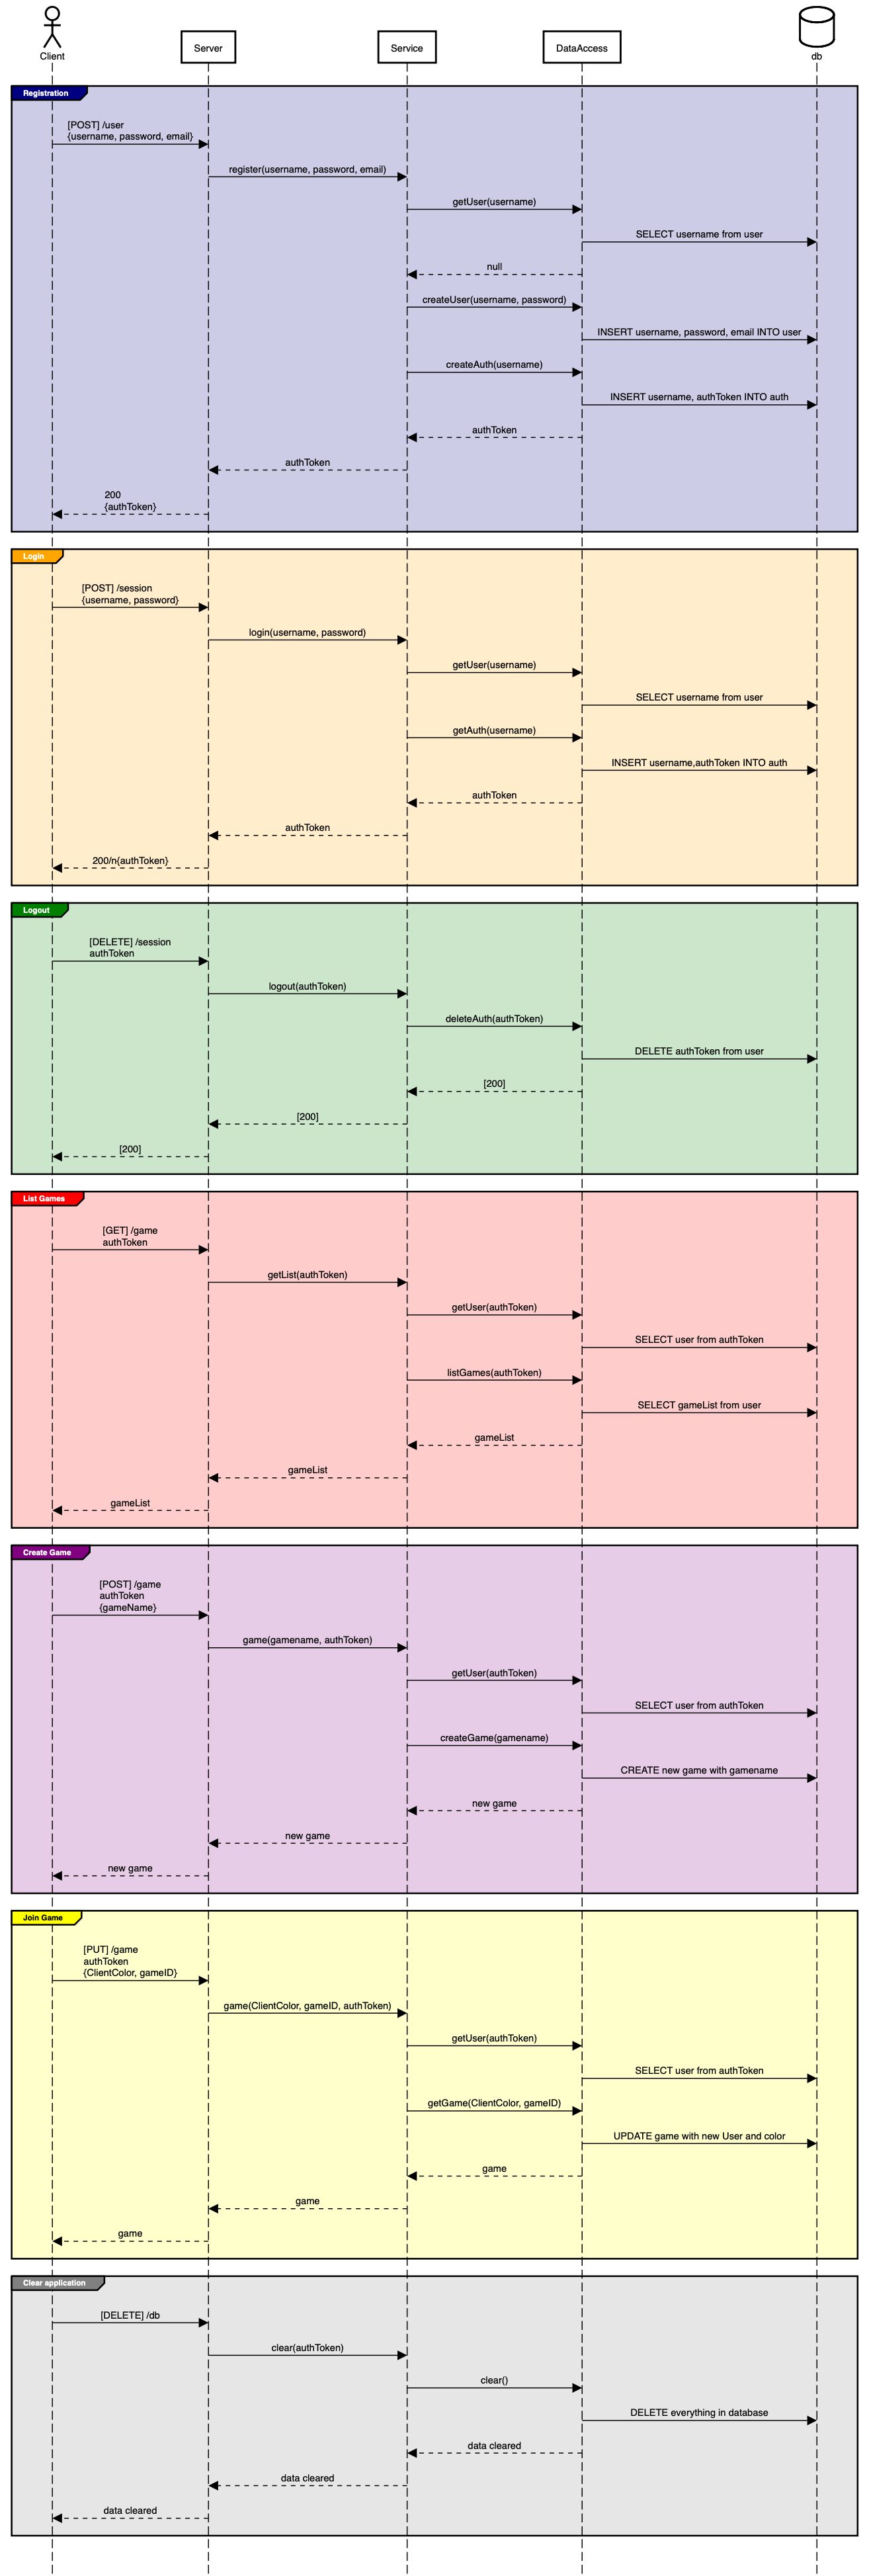 Client
Server
Service
DataAccess
db
Registration
[POST] /user
{username, password, email}
register(username, password, email)
getUser(username)
SELECT username from user
null
createUser(username, password)
INSERT username, password, email INTO user
createAuth(username)
INSERT username, authToken INTO auth
authToken
authToken
200
{authToken}
Login
[POST] /session
{username, password}
login(username, password)
getUser(username)
SELECT username from user
getAuth(username)
INSERT username,authToken INTO auth
authToken
authToken
200/n{authToken}
Logout
[DELETE] /session
authToken
logout(authToken)
deleteAuth(authToken)
DELETE authToken from user
[200]
[200]
[200]
List Games
[GET] /game
authToken
getList(authToken)
getUser(authToken)
SELECT user from authToken
listGames(authToken)
SELECT gameList from user
gameList
gameList
gameList
Create Game
[POST] /game
authToken
{gameName}
game(gamename, authToken)
getUser(authToken)
SELECT user from authToken
createGame(gamename)
CREATE new game with gamename
new game
new game
new game
Join Game
[PUT] /game
authToken
{ClientColor, gameID}
game(ClientColor, gameID, authToken)
getUser(authToken)
SELECT user from authToken
getGame(ClientColor, gameID)
UPDATE game with new User and color
game
game
game
Clear application
[DELETE] /db
clear(authToken)
clear()
DELETE everything in database
data cleared
data cleared
data cleared